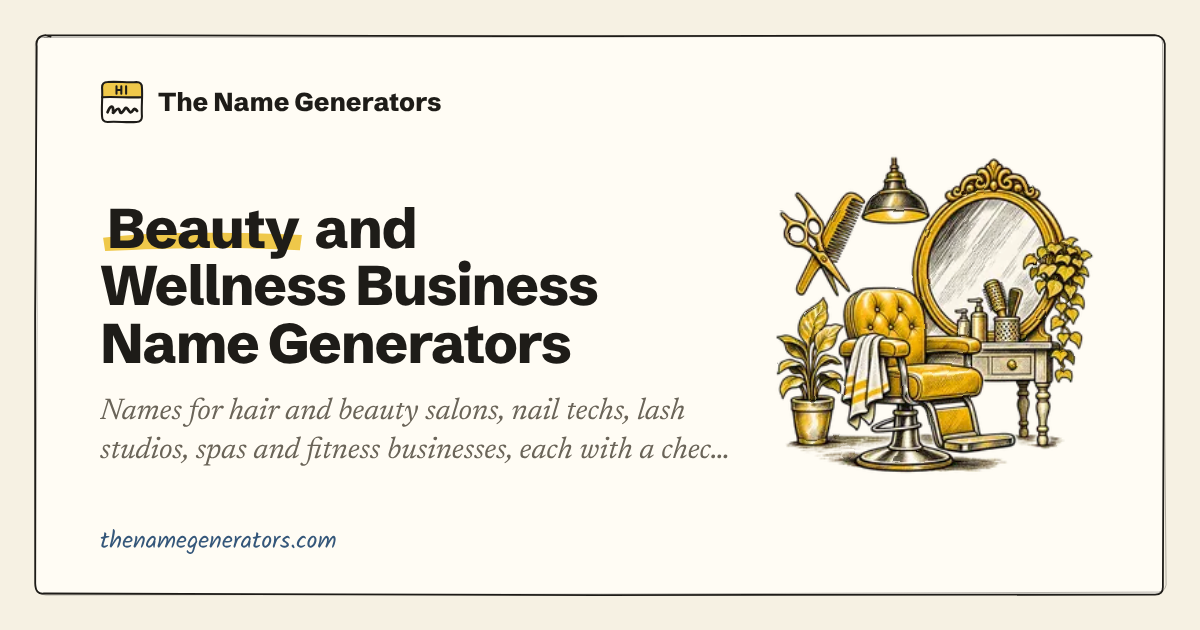 HI
The Name Generators
Beauty and
Wellness Business
Name Generators
Names for hair and beauty salons, nail techs, lash
studios, spas and fitness businesses, each with a chec...
thenamegenerators.com